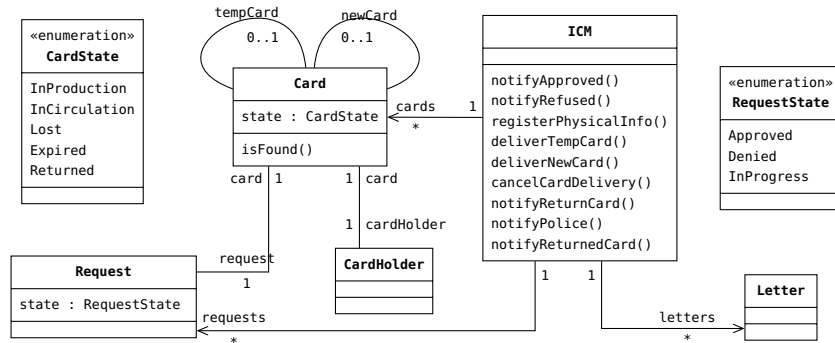 tempCard
newCard
0..1
0..1
«enumeration»
CardState
InProduction
InCirculation
Lost
Expired
Returned
Card
state : CardState
isFound()
cards
1
*
ICM
notifyApproved()
notifyRefused()
registerPhysicalInfo()
deliverTempCard()
deliverNewCard()
cancelCardDelivery()
notifyReturnCard()
notifyPolice()
notifyReturnedCard()
«enumeration»
RequestState
Approved
Denied
InProgress
card 1
1 card
1 cardHolder
CardHolder
request
1
Request
state : RequestState
requests
*
1
1
letters
*
Letter